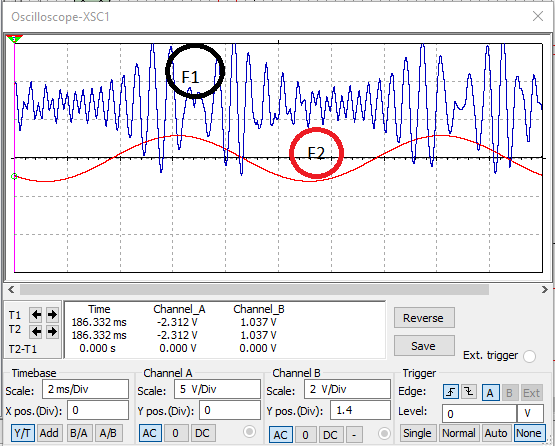 Oscilloscope-XSC1
F1
F2
T1
T2
T2-T1
Time Channel_A Channel_B
186.332 ms -2.312 V 1.037 V
186.332 ms -2.312 V 1.037 V
0.000 s 0.000 V 0.000 V
Reverse
Save
Ext. trigger
Timebase
Scale: 2 ms/Div
X pos.(Div): 0
Y/T Add B/A A/B
Channel A
Scale: 5 V/Div
Y pos.(Div): 0
AC 0 DC
Channel B
Scale: 2 V/Div
Y pos.(Div): 1.4
AC 0 DC -
Trigger
Edge: A B Ext
Level: 0 V
Single Normal Auto None